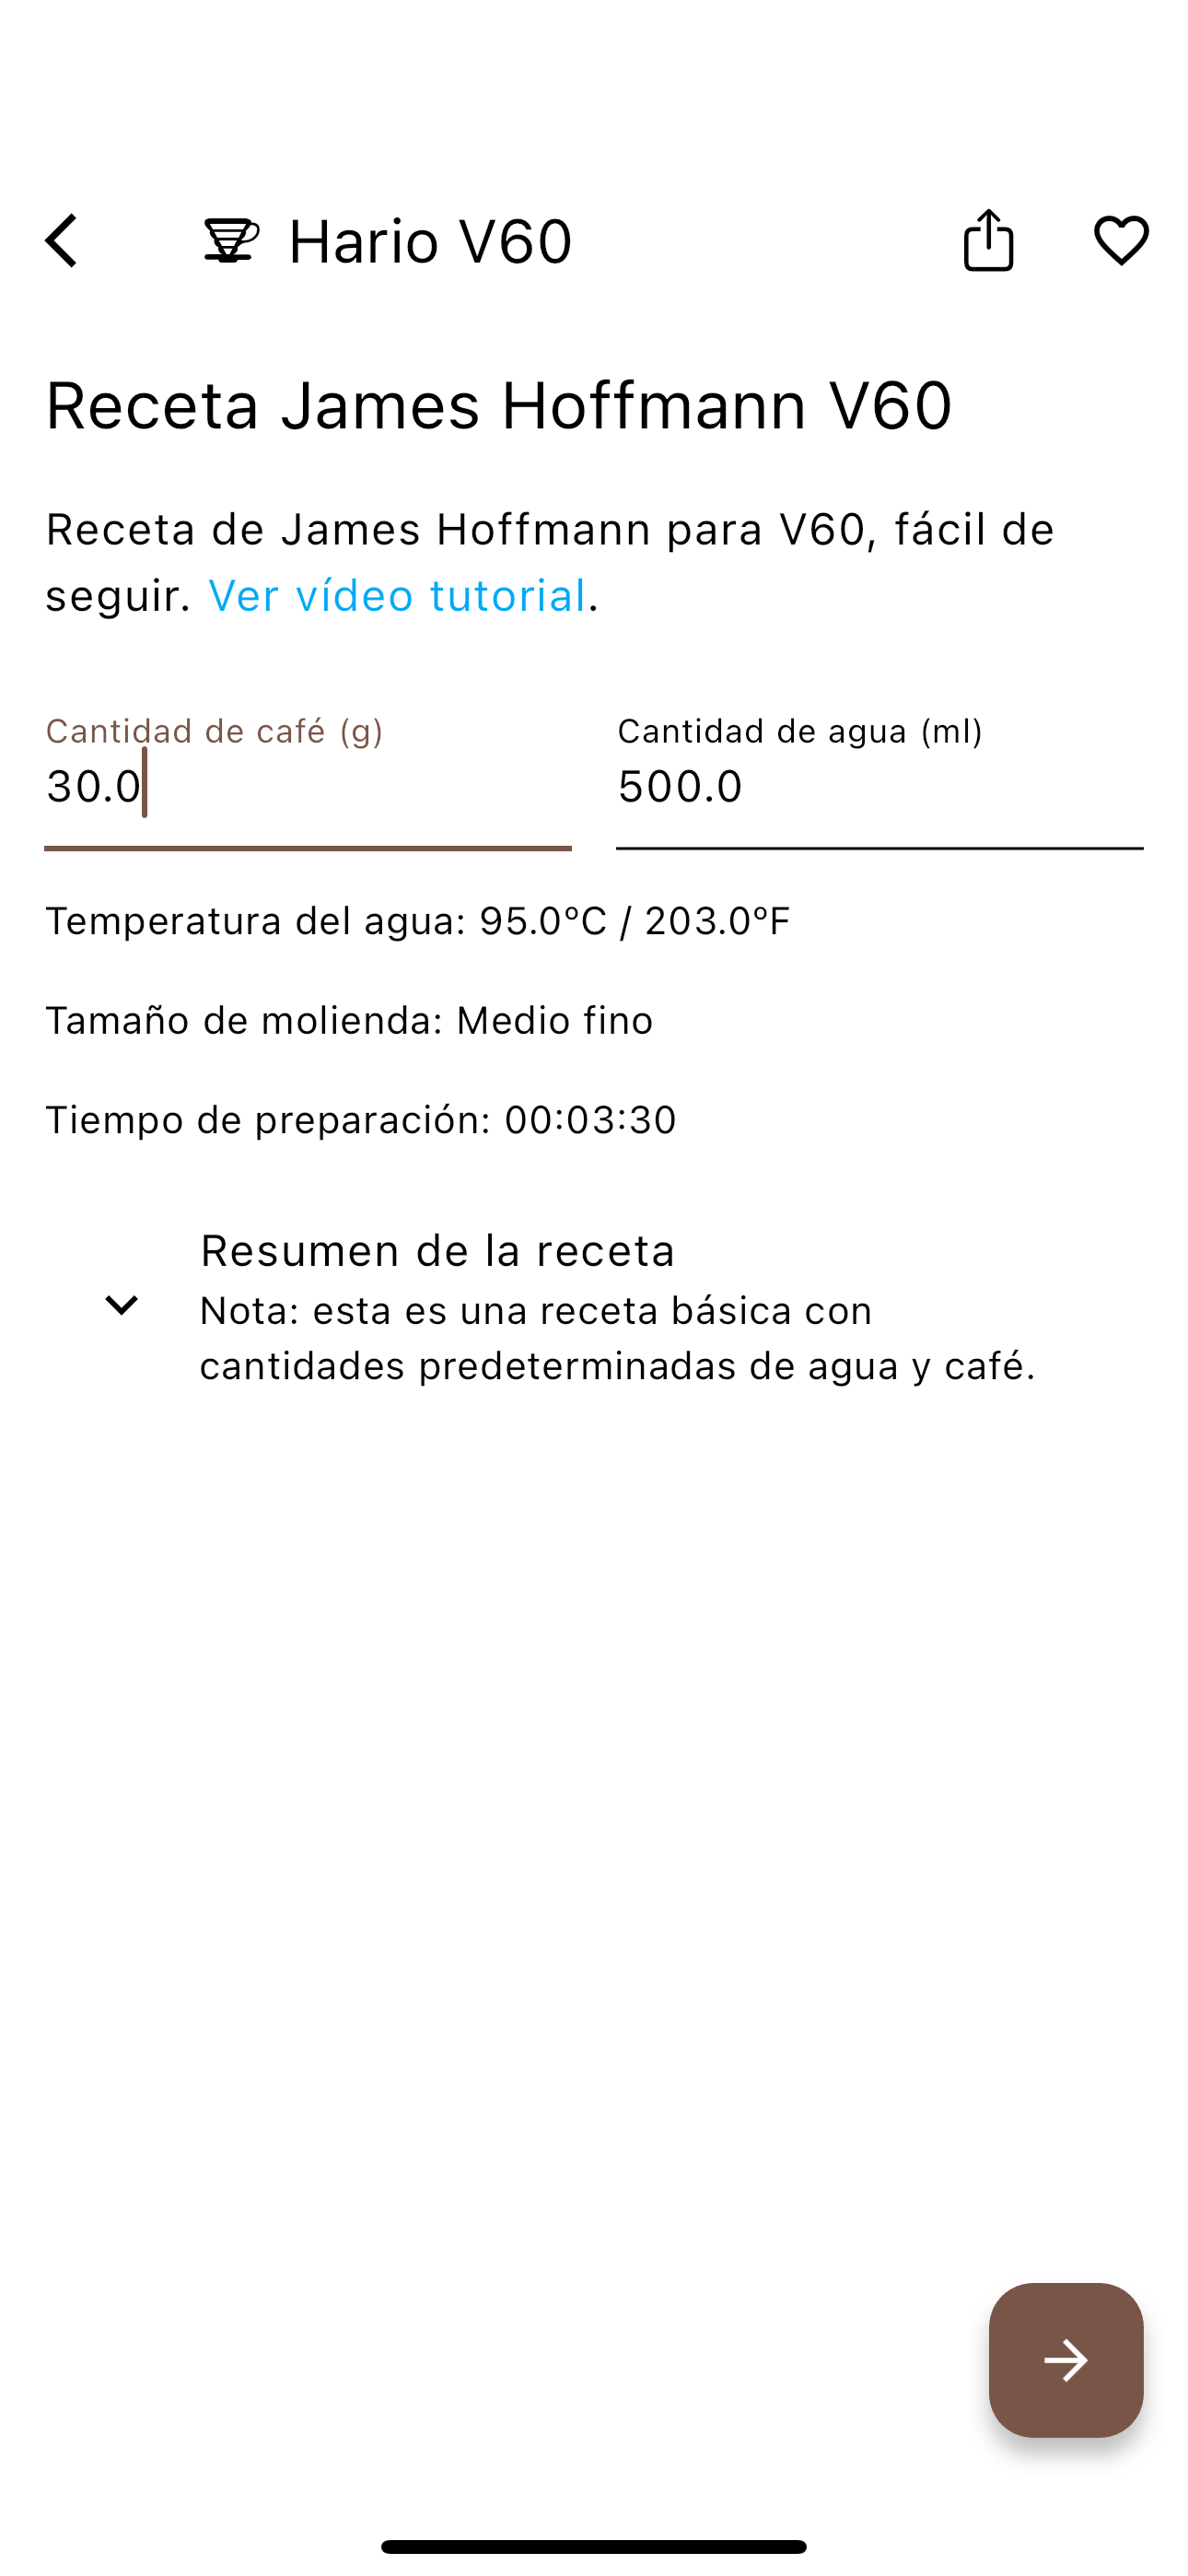 Hario V60
Receta James Hoffmann V60
Receta de James Hoffmann para V60, fácil de
seguir. Ver vídeo tutorial.
Cantidad de café (g)
30.0
Cantidad de agua (ml)
500.0
Temperatura del agua: 95.0ºC / 203.0ºF
Tamaño de molienda: Medio fino
Tiempo de preparación: 00:03:30
Resumen de la receta
Nota: esta es una receta básica con
cantidades predeterminadas de agua y café.